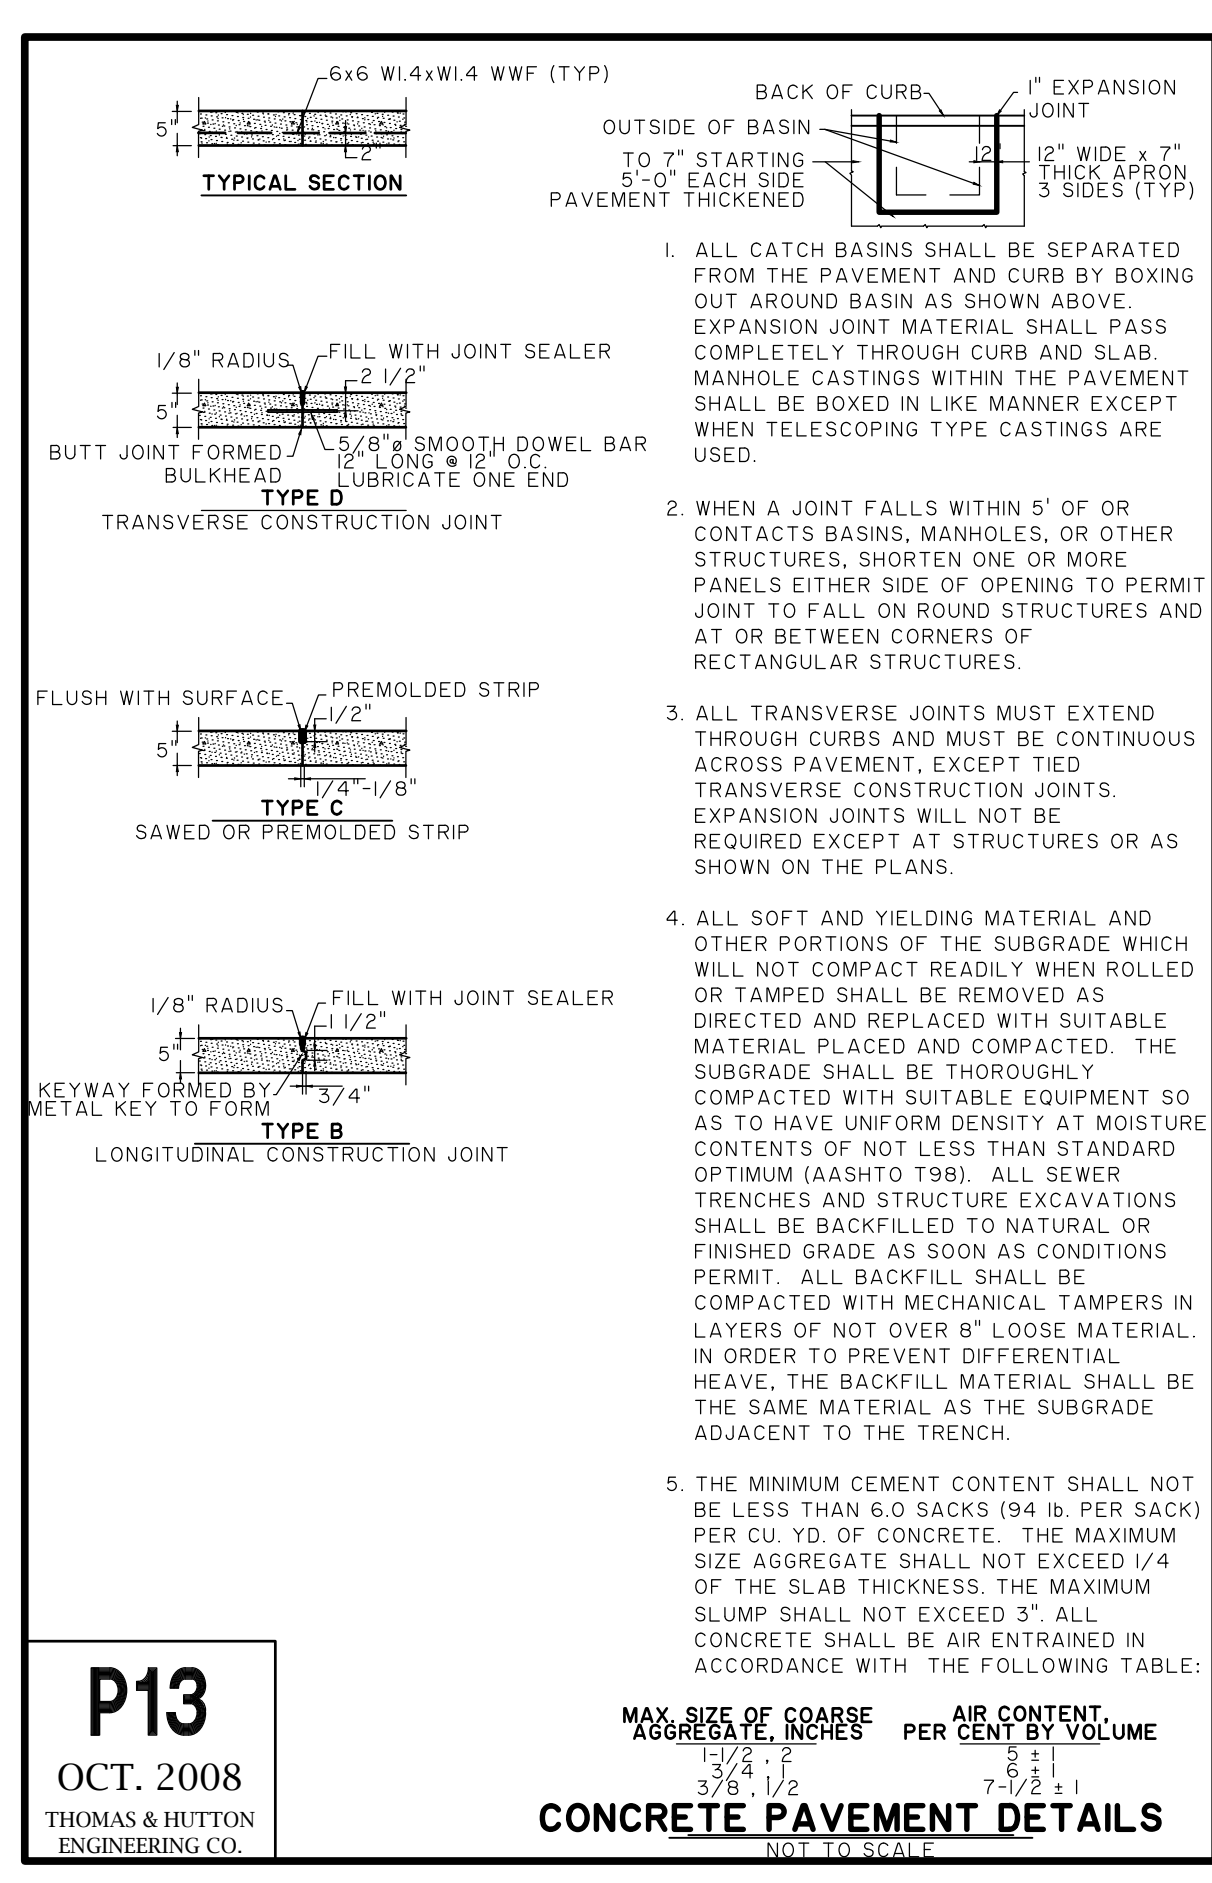 6x6 W1.4xW1.4 WWF (TYP)
5"
2"
TYPICAL SECTION
BACK OF CURB
1" EXPANSION
JOINT
OUTSIDE OF BASIN
TO 7" STARTING
5'-0" EACH SIDE
PAVEMENT THICKENED
12"
12" WIDE x 7"
THICK APRON
3 SIDES (TYP)
1/8" RADIUS
FILL WITH JOINT SEALER
2 1/2"
5"
BUTT JOINT FORMED
BULKHEAD
5/8"ø SMOOTH DOWEL BAR
12" LONG @ 12" O.C.
LUBRICATE ONE END
TYPE D
TRANSVERSE CONSTRUCTION JOINT
FLUSH WITH SURFACE
PREMOLDED STRIP
1/2"
5"
1/4"-1/8"
TYPE C
SAWED OR PREMOLDED STRIP
1/8" RADIUS
FILL WITH JOINT SEALER
1 1/2"
5"
KEYWAY FORMED BY
METAL KEY TO FORM
3/4"
TYPE B
LONGITUDINAL CONSTRUCTION JOINT
1. ALL CATCH BASINS SHALL BE SEPARATED
FROM THE PAVEMENT AND CURB BY BOXING
OUT AROUND BASIN AS SHOWN ABOVE.
EXPANSION JOINT MATERIAL SHALL PASS
COMPLETELY THROUGH CURB AND SLAB.
MANHOLE CASTINGS WITHIN THE PAVEMENT
SHALL BE BOXED IN LIKE MANNER EXCEPT
WHEN TELESCOPING TYPE CASTINGS ARE
USED.
2. WHEN A JOINT FALLS WITHIN 5' OF OR
CONTACTS BASINS, MANHOLES, OR OTHER
STRUCTURES, SHORTEN ONE OR MORE
PANELS EITHER SIDE OF OPENING TO PERMIT
JOINT TO FALL ON ROUND STRUCTURES AND
AT OR BETWEEN CORNERS OF
RECTANGULAR STRUCTURES.
3. ALL TRANSVERSE JOINTS MUST EXTEND
THROUGH CURBS AND MUST BE CONTINUOUS
ACROSS PAVEMENT, EXCEPT TIED
TRANSVERSE CONSTRUCTION JOINTS.
EXPANSION JOINTS WILL NOT BE
REQUIRED EXCEPT AT STRUCTURES OR AS
SHOWN ON THE PLANS.
4. ALL SOFT AND YIELDING MATERIAL AND
OTHER PORTIONS OF THE SUBGRADE WHICH
WILL NOT COMPACT READILY WHEN ROLLED
OR TAMPED SHALL BE REMOVED AS
DIRECTED AND REPLACED WITH SUITABLE
MATERIAL PLACED AND COMPACTED. THE
SUBGRADE SHALL BE THOROUGHLY
COMPACTED WITH SUITABLE EQUIPMENT SO
AS TO HAVE UNIFORM DENSITY AT MOISTURE
CONTENTS OF NOT LESS THAN STANDARD
OPTIMUM (AASHTO T98). ALL SEWER
TRENCHES AND STRUCTURE EXCAVATIONS
SHALL BE BACKFILLED TO NATURAL OR
FINISHED GRADE AS SOON AS CONDITIONS
PERMIT. ALL BACKFILL SHALL BE
COMPACTED WITH MECHANICAL TAMPERS IN
LAYERS OF NOT OVER 8" LOOSE MATERIAL.
IN ORDER TO PREVENT DIFFERENTIAL
HEAVE, THE BACKFILL MATERIAL SHALL BE
THE SAME MATERIAL AS THE SUBGRADE
ADJACENT TO THE TRENCH.
5. THE MINIMUM CEMENT CONTENT SHALL NOT
BE LESS THAN 6.0 SACKS (94 lb. PER SACK)
PER CU. YD. OF CONCRETE. THE MAXIMUM
SIZE AGGREGATE SHALL NOT EXCEED 1/4
OF THE SLAB THICKNESS. THE MAXIMUM
SLUMP SHALL NOT EXCEED 3". ALL
CONCRETE SHALL BE AIR ENTRAINED IN
ACCORDANCE WITH THE FOLLOWING TABLE:
MAX. SIZE OF COARSE
AGGREGATE, INCHES
AIR CONTENT,
PER CENT BY VOLUME
1-1/2 , 2 5 ± 1
3/4 , 1 6 ± 1
3/8 , 1/2 7-1/2 ± 1
CONCRETE PAVEMENT DETAILS
NOT TO SCALE
P13
OCT. 2008
THOMAS & HUTTON
ENGINEERING CO.